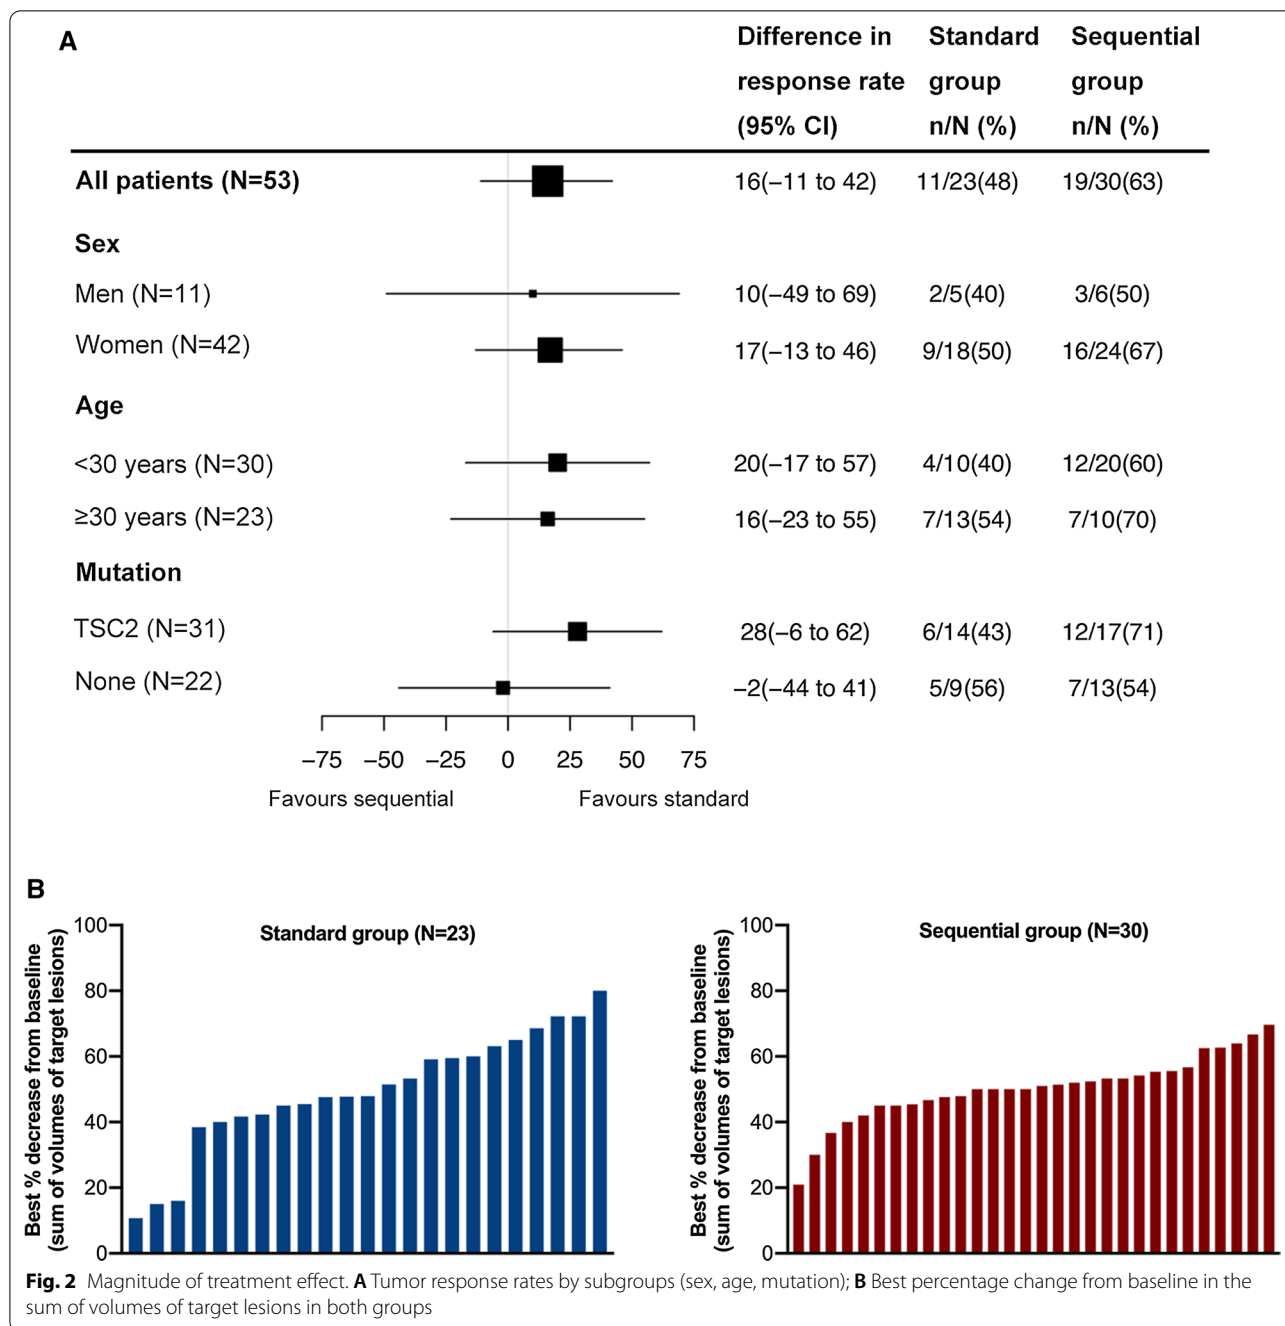 A
Difference in Standard Sequential
response rate group group
(95% CI) n/N (%) n/N (%)
All patients (N=53) 16(−11 to 42) 11/23(48) 19/30(63)
Sex
Men (N=11) 10(−49 to 69) 2/5(40) 3/6(50)
Women (N=42) 17(−13 to 46) 9/18(50) 16/24(67)
Age
<30 years (N=30) 20(−17 to 57) 4/10(40) 12/20(60)
≥30 years (N=23) 16(−23 to 55) 7/13(54) 7/10(70)
Mutation
TSC2 (N=31) 28(−6 to 62) 6/14(43) 12/17(71)
None (N=22) −2(−44 to 41) 5/9(56) 7/13(54)
−75 −50 −25 0 25 50 75
Favours sequential Favours standard
B
Standard group (N=23)
Best % decrease from baseline
(sum of volumes of target lesions)
100
80
60
40
20
0
Sequential group (N=30)
Best % decrease from baseline
(sum of volumes of target lesions)
100
80
60
40
20
0
Fig. 2 Magnitude of treatment effect. A Tumor response rates by subgroups (sex, age, mutation); B Best percentage change from baseline in the
sum of volumes of target lesions in both groups